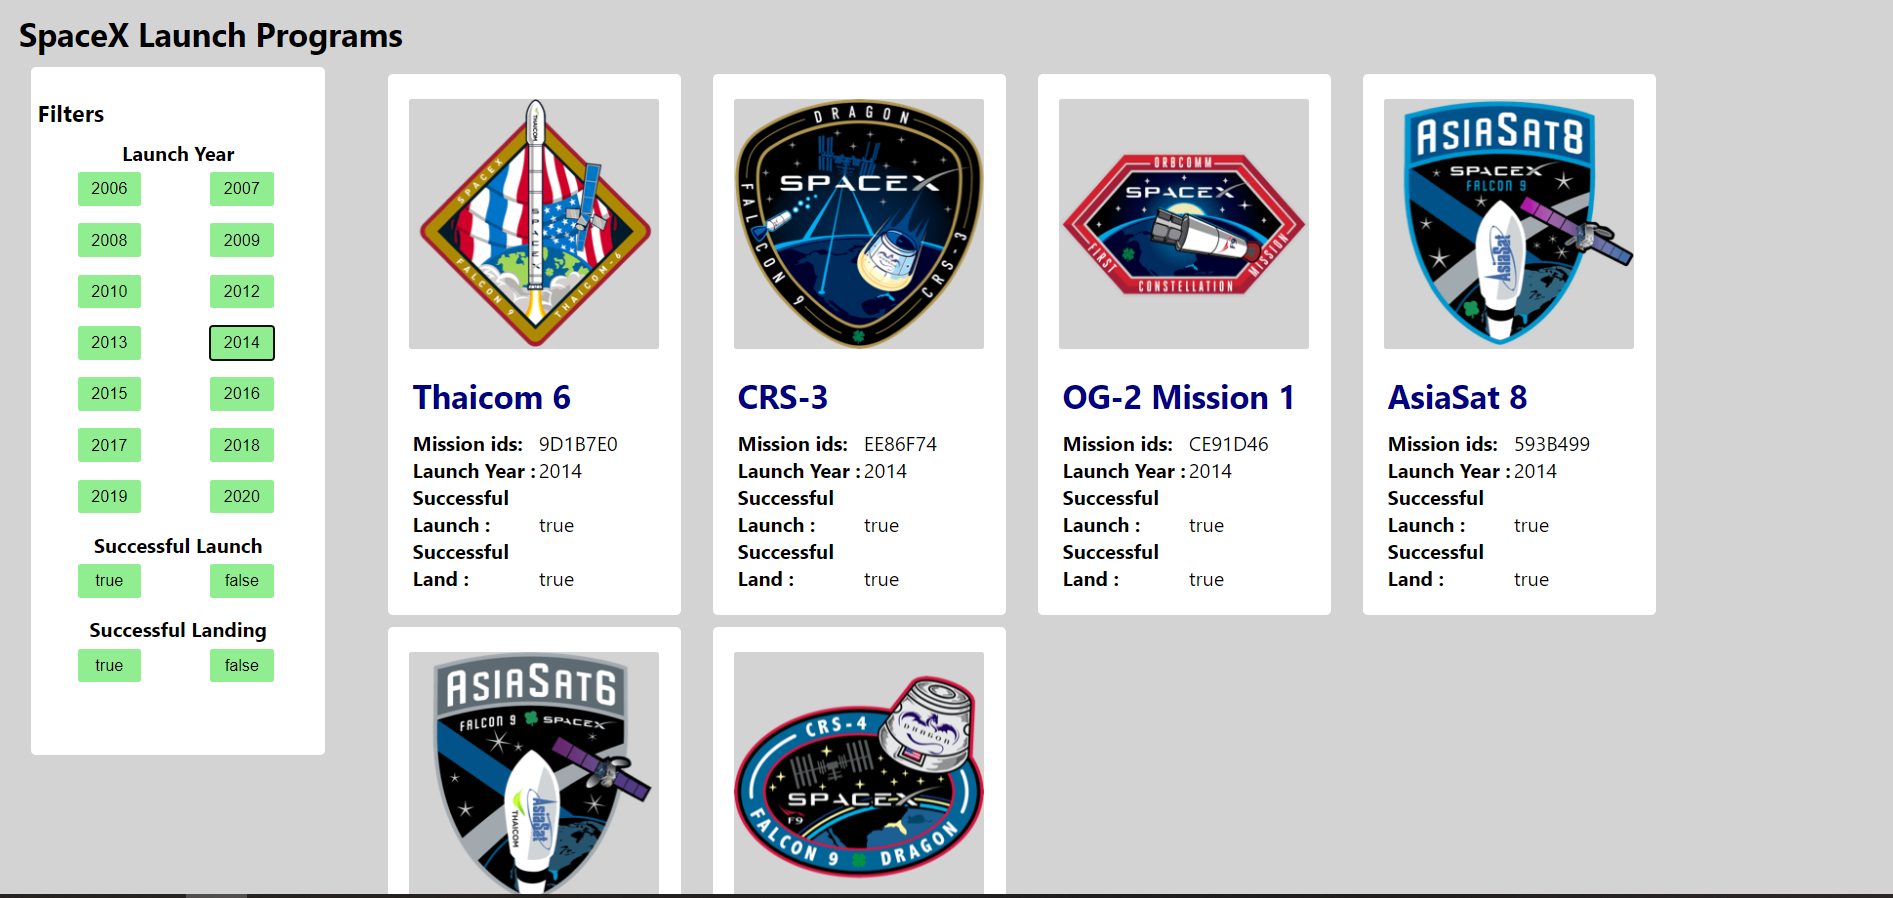 SpaceX Launch Programs
Filters
Launch Year
2006 2007
2008 2009
2010 2012
2013 2014
2015 2016
2017 2018
2019 2020
Successful Launch
true false
Successful Landing
true false
SPACEX
THAICOM
SPACEX
FALCON 9
THAICOM-6
Thaicom 6
Mission ids: 9D1B7E0
Launch Year : 2014
Successful
Launch : true
Successful
Land : true
DRAGON
SPACEX
FALCON 9
CRS-3
CRS-3
Mission ids: EE86F74
Launch Year : 2014
Successful
Launch : true
Successful
Land : true
ORBCOMM
SPACEX
FIRST
MISSION
CONSTELLATION
OG-2 Mission 1
Mission ids: CE91D46
Launch Year : 2014
Successful
Launch : true
Successful
Land : true
ASIASAT8
SPACEX
FALCON 9
AsiaSat
AsiaSat 8
Mission ids: 593B499
Launch Year : 2014
Successful
Launch : true
Successful
Land : true
ASIASAT6
FALCON 9 SPACEX
AsiaSat
THAICOM
CRS-4
DRAGON
SPACEX
F9
FALCON 9 DRAGON